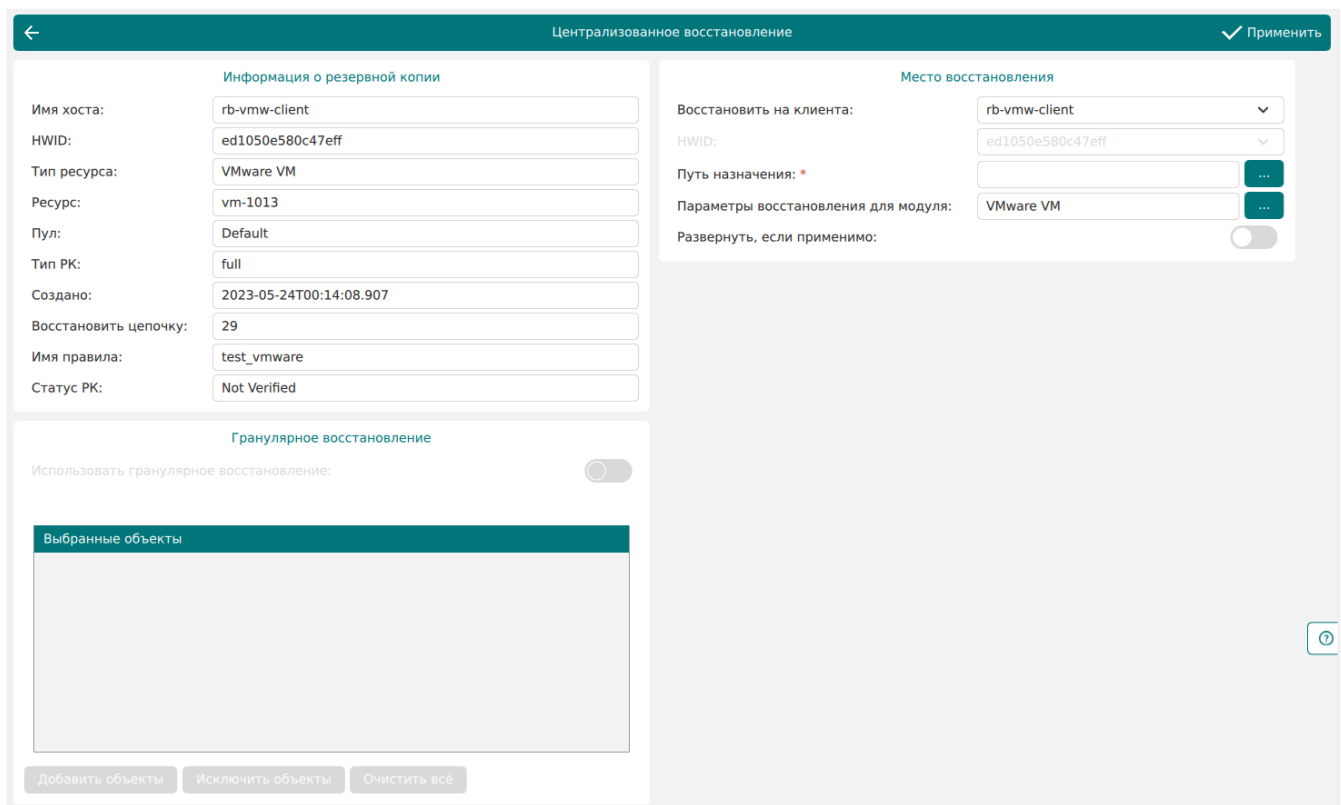 Централизованное восстановление
Применить
Информация о резервной копии
Имя хоста: rb-vmw-client
HWID: ed1050e580c47eff
Тип ресурса: VMware VM
Ресурс: vm-1013
Пул: Default
Тип РК: full
Создано: 2023-05-24T00:14:08.907
Восстановить цепочку: 29
Имя правила: test_vmware
Статус РК: Not Verified
Гранулярное восстановление
Использовать гранулярное восстановление:
Выбранные объекты
Добавить объекты Исключить объекты Очистить всё
Место восстановления
Восстановить на клиента: rb-vmw-client
HWID: ed1050e580c47eff
Путь назначения: * ...
Параметры восстановления для модуля: VMware VM ...
Развернуть, если применимо: